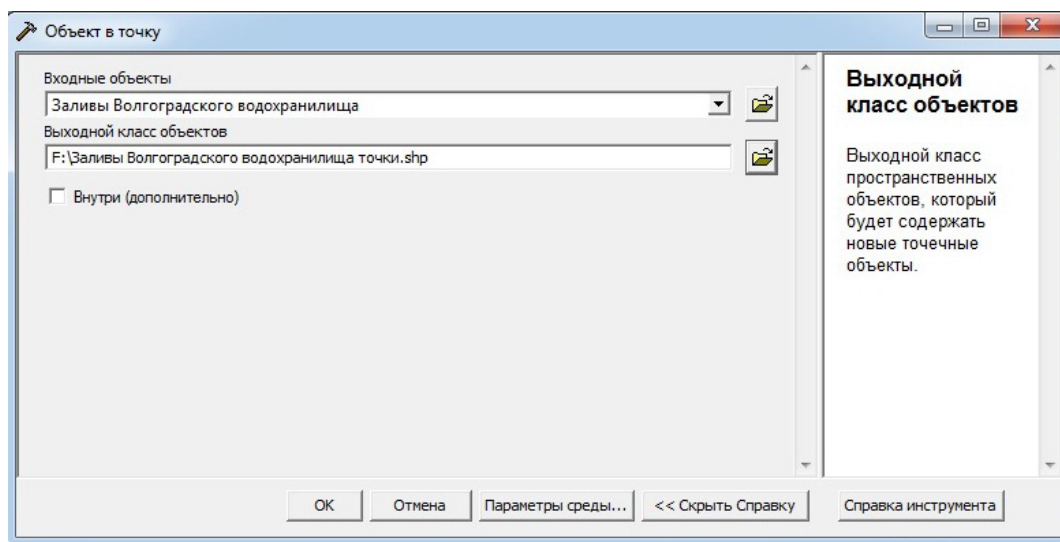 Объект в точку
Входные объекты
Заливы Волгоградского водохранилища
Выходной класс объектов
F:\Заливы Волгоградского водохранилища точки.shp
Внутри (дополнительно)
Выходной
класс объектов
Выходной класс
пространственных
объектов, который
будет содержать
новые точечные
объекты.
OK
Отмена
Параметры среды...
<< Скрыть Справку
Справка инструмента